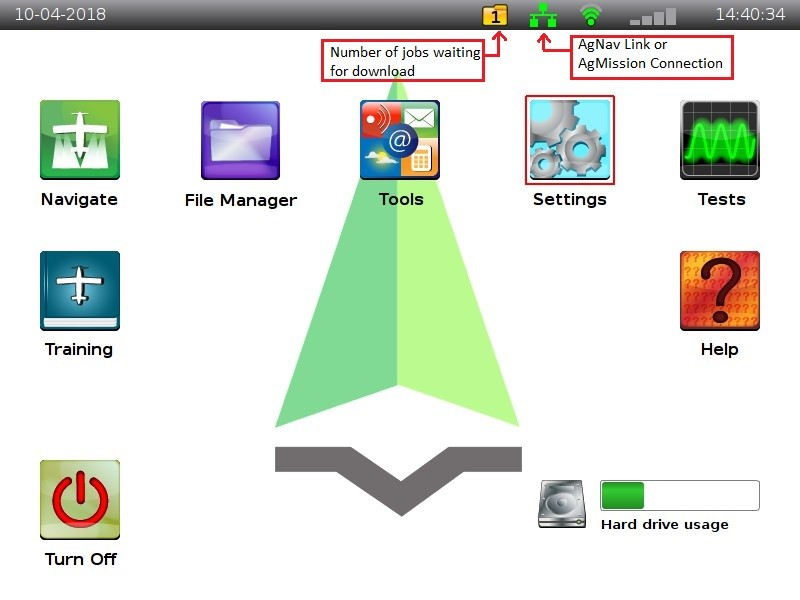 10-04-2018
1
14:40:34
Number of jobs waiting
for download
AgNav Link or
AgMission Connection
@
Navigate
File Manager
Tools
Settings
Tests
?
Training
Help
Turn Off
Hard drive usage